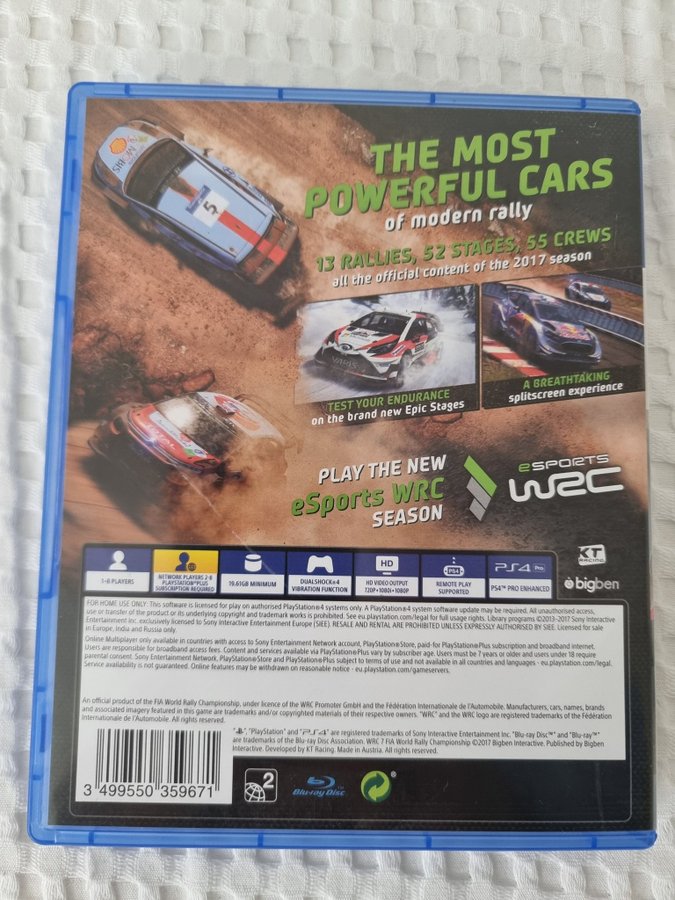 THE MOST
POWERFUL CARS
of modern rally
13 RALLIES, 52 STAGES, 55 CREWS
all the official content of the 2017 season
MOBIS
5
YARIS
TEST YOUR ENDURANCE
on the brand new Epic Stages
A BREATHTAKING
splitscreen experience
PLAY THE NEW
eSports WRC
SEASON
eSPORTS
WRC
1-8 PLAYERS
NETWORK PLAYERS 2-8
PLAYSTATION®PLUS
SUBSCRIPTION REQUIRED
19.61GB MINIMUM
DUALSHOCK®4
VIBRATION FUNCTION
HD
HD VIDEO OUTPUT
720p•1080i•1080P
PS4
REMOTE PLAY
SUPPORTED
PS4 Pro
PS4™ PRO ENHANCED
KT
RACING
bigben
FOR HOME USE ONLY: This software is licensed for play on authorised PlayStation®4 systems only. A PlayStation®4 system software update may be required. All unauthorised access,
use or transfer of the product or its underlying copyright and trademark works is prohibited. See eu.playstation.com/legal for full usage rights. Library programs ©2013-2017 Sony Interactive
Entertainment Inc. exclusively licensed to Sony Interactive Entertainment Europe (SIEE). RESALE AND RENTAL ARE PROHIBITED UNLESS EXPRESSLY AUTHORISED BY SIEE. Licensed for sale
in Europe, India and Russia only.
Online Multiplayer only available in countries with access to Sony Entertainment Network account, PlayStation®Store, paid-for PlayStation®Plus subscription and broadband internet.
Users are responsible for broadband access fees. Content and services available via PlayStation®Plus vary by subscriber age. Users must be 7 years or older and users under 18 require
parental consent. Sony Entertainment Network, PlayStation®Store and PlayStation®Plus subject to terms of use and not available in all countries and languages - eu.playstation.com/legal.
Service availability is not guaranteed. Online features may be withdrawn on reasonable notice - eu.playstation.com/gameservers.
An official product of the FIA World Rally Championship, under licence of the WRC Promoter GmbH and the Fédération Internationale de l'Automobile. Manufacturers, cars, names, brands
and associated imagery featured in this game are trademarks and/or copyrighted materials of their respective owners. "WRC" and the WRC logo are registered trademarks of the Fédération
Internationale de l'Automobile. All rights reserved.
", "PlayStation" and "PS4" are registered trademarks of Sony Interactive Entertainment Inc. "Blu-ray Disc™" and "Blu-ray™"
are trademarks of the Blu-ray Disc Association. WRC 7 FIA World Rally Championship ©2017 Bigben Interactive. Published by Bigben
Interactive. Developed by KT Racing. Made in Austria. All rights reserved.
3 499550 359671
2
Blu-ray Disc